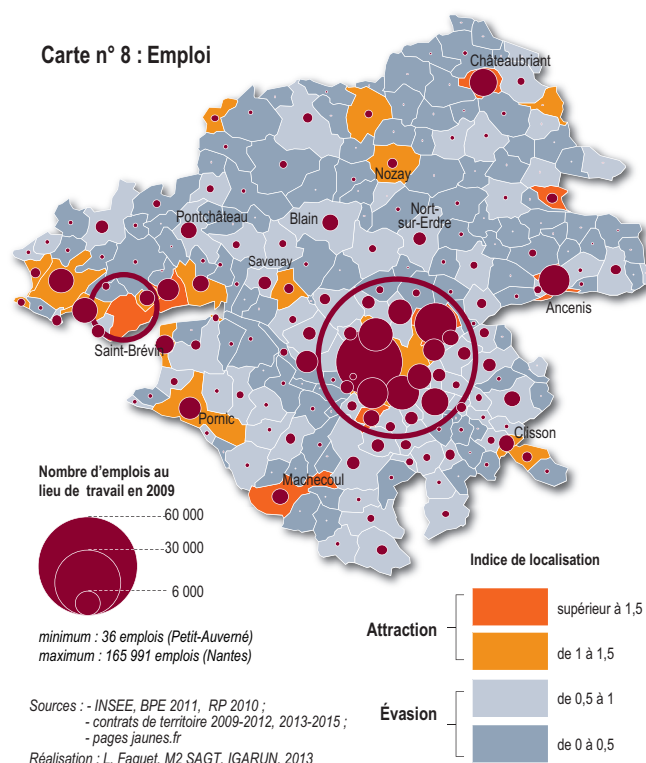 Carte n° 8 : Emploi
Châteaubriant
Nozay
Pontchâteau
Blain
Nort-
sur-Erdre
Savenay
Ancenis
Saint-Brévin
Pornic
Clisson
Machecoul
Nombre d'emplois au
lieu de travail en 2009
60 000
30 000
6 000
minimum : 36 emplois (Petit-Auverné)
maximum : 165 991 emplois (Nantes)
Indice de localisation
Attraction
supérieur à 1,5
de 1 à 1,5
Évasion
de 0,5 à 1
de 0 à 0,5
Sources : - INSEE, BPE 2011, RP 2010 ;
- contrats de territoire 2009-2012, 2013-2015 ;
- pages jaunes.fr
Réalisation : L. Faguet, M2 SAGT, IGARUN, 2013